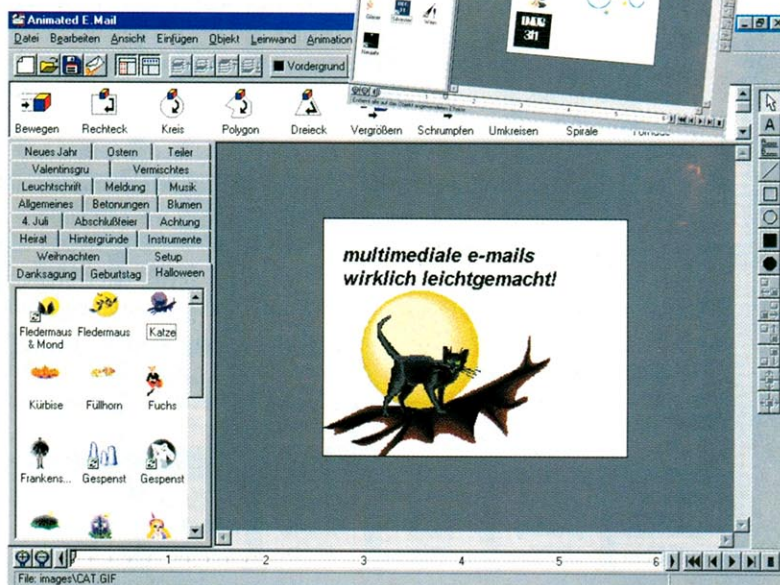 Animated E.Mail
Datei Bearbeiten Ansicht Einfügen Objekt Leinwand Animation
Vordergrund
Bewegen Rechteck Kreis Polygon Dreieck Vergrößern Schrumpfen Umkreisen Spirale
Neues Jahr Ostern Teiler
Valentinsgru Vermischtes
Leuchtschrift Meldung Musik
Allgemeines Betonungen Blumen
4. Juli Abschlußfeier Achtung
Heirat Hintergründe Instrumente
Weihnachten Setup
Danksagung Geburtstag Halloween
multimediale e-mails
wirklich leichtgemacht!
Fledermaus & Mond Fledermaus Katze
Kürbise Füllhorn Fuchs
Frankens... Gespenst Gespenst
1 2 3 4 5 6
File: images\CAT.GIF